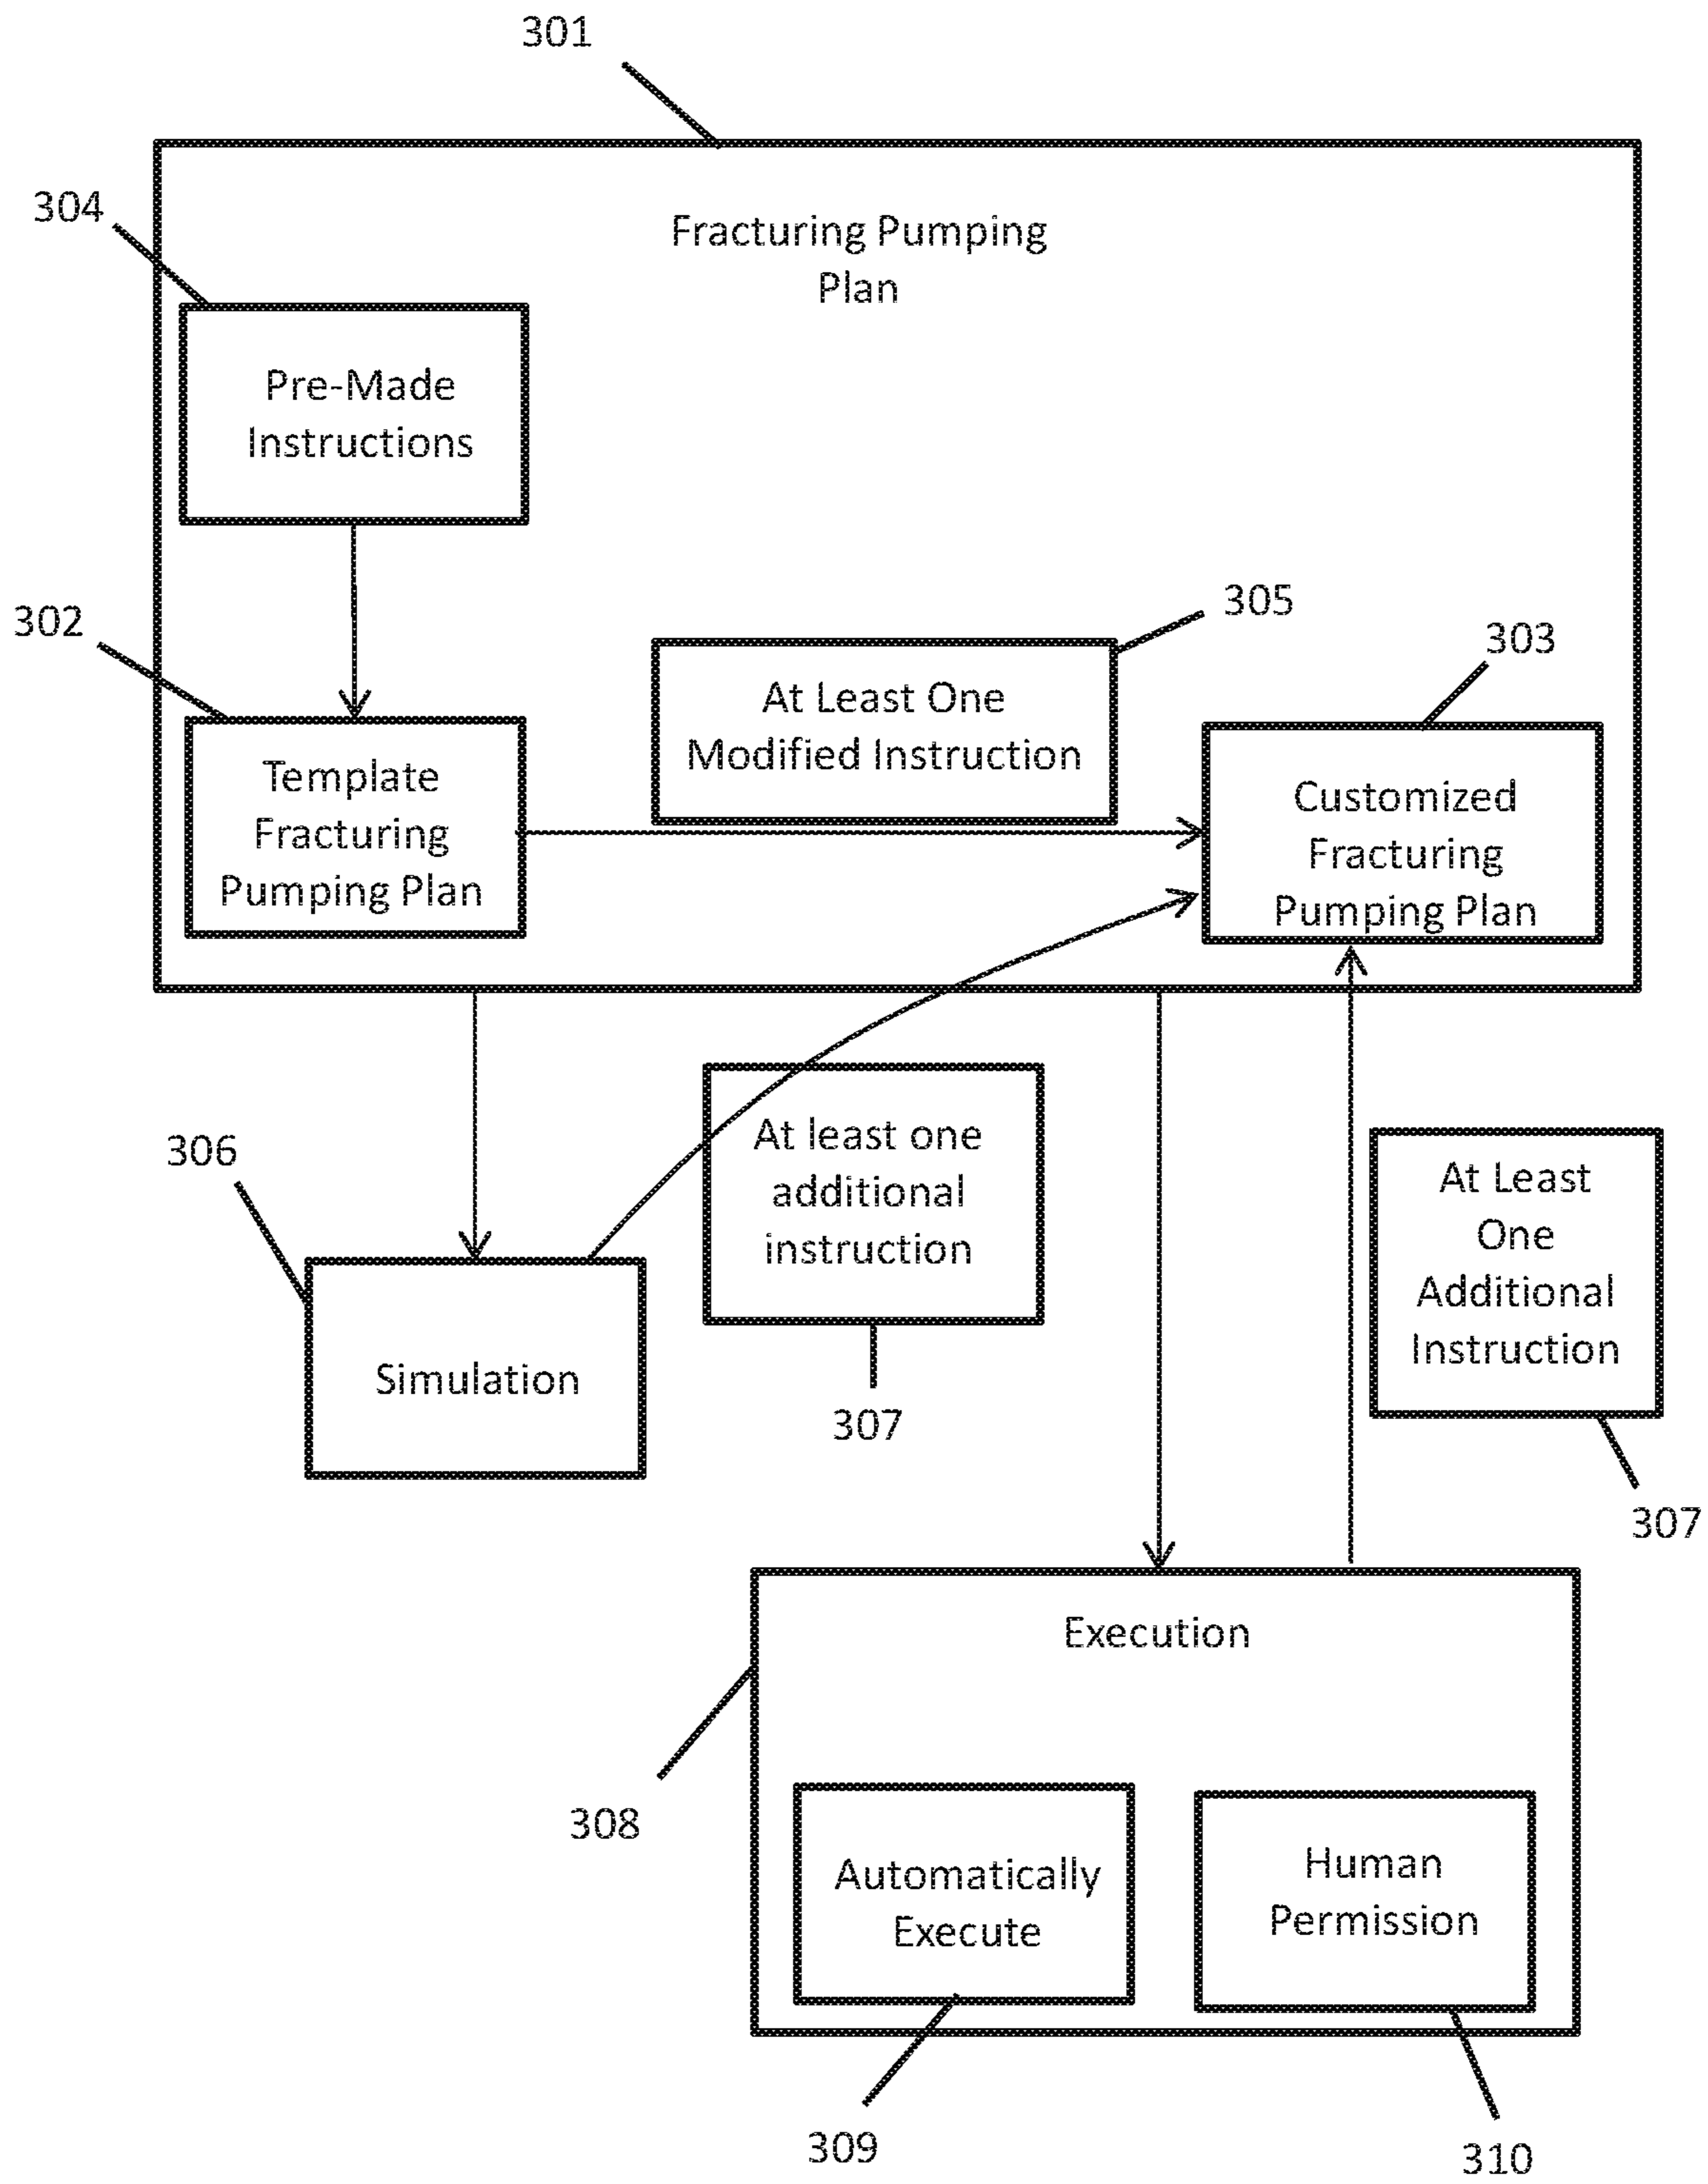 301
304
Fracturing Pumping
Plan
Pre-Made
Instructions
302
305
303
At Least One
Modified Instruction
Template
Fracturing
Pumping Plan
Customized
Fracturing
Pumping Plan
306
At least one
additional
instruction
At Least
One
Additional
Instruction
Simulation
307
307
Execution
308
Automatically
Execute
Human
Permission
309
310